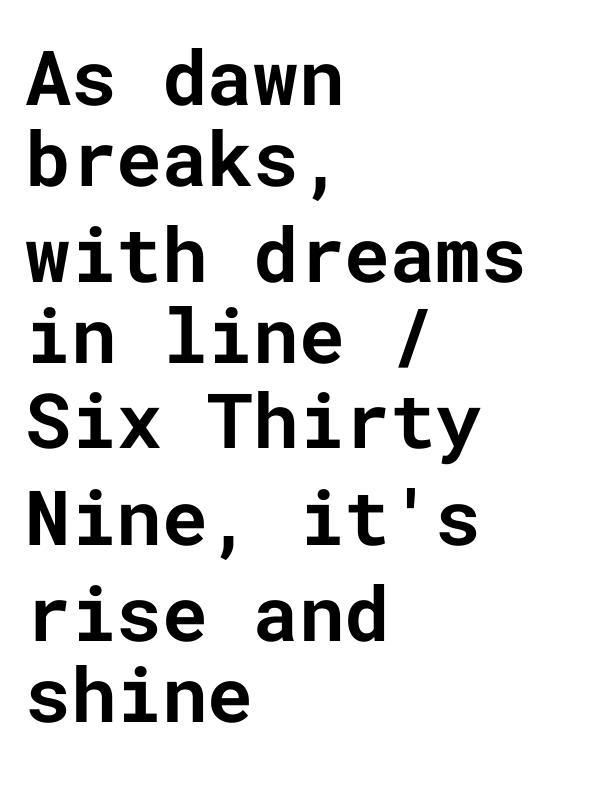 As dawn
breaks,
with dreams
in line /
Six Thirty
Nine, it's
rise and
shine